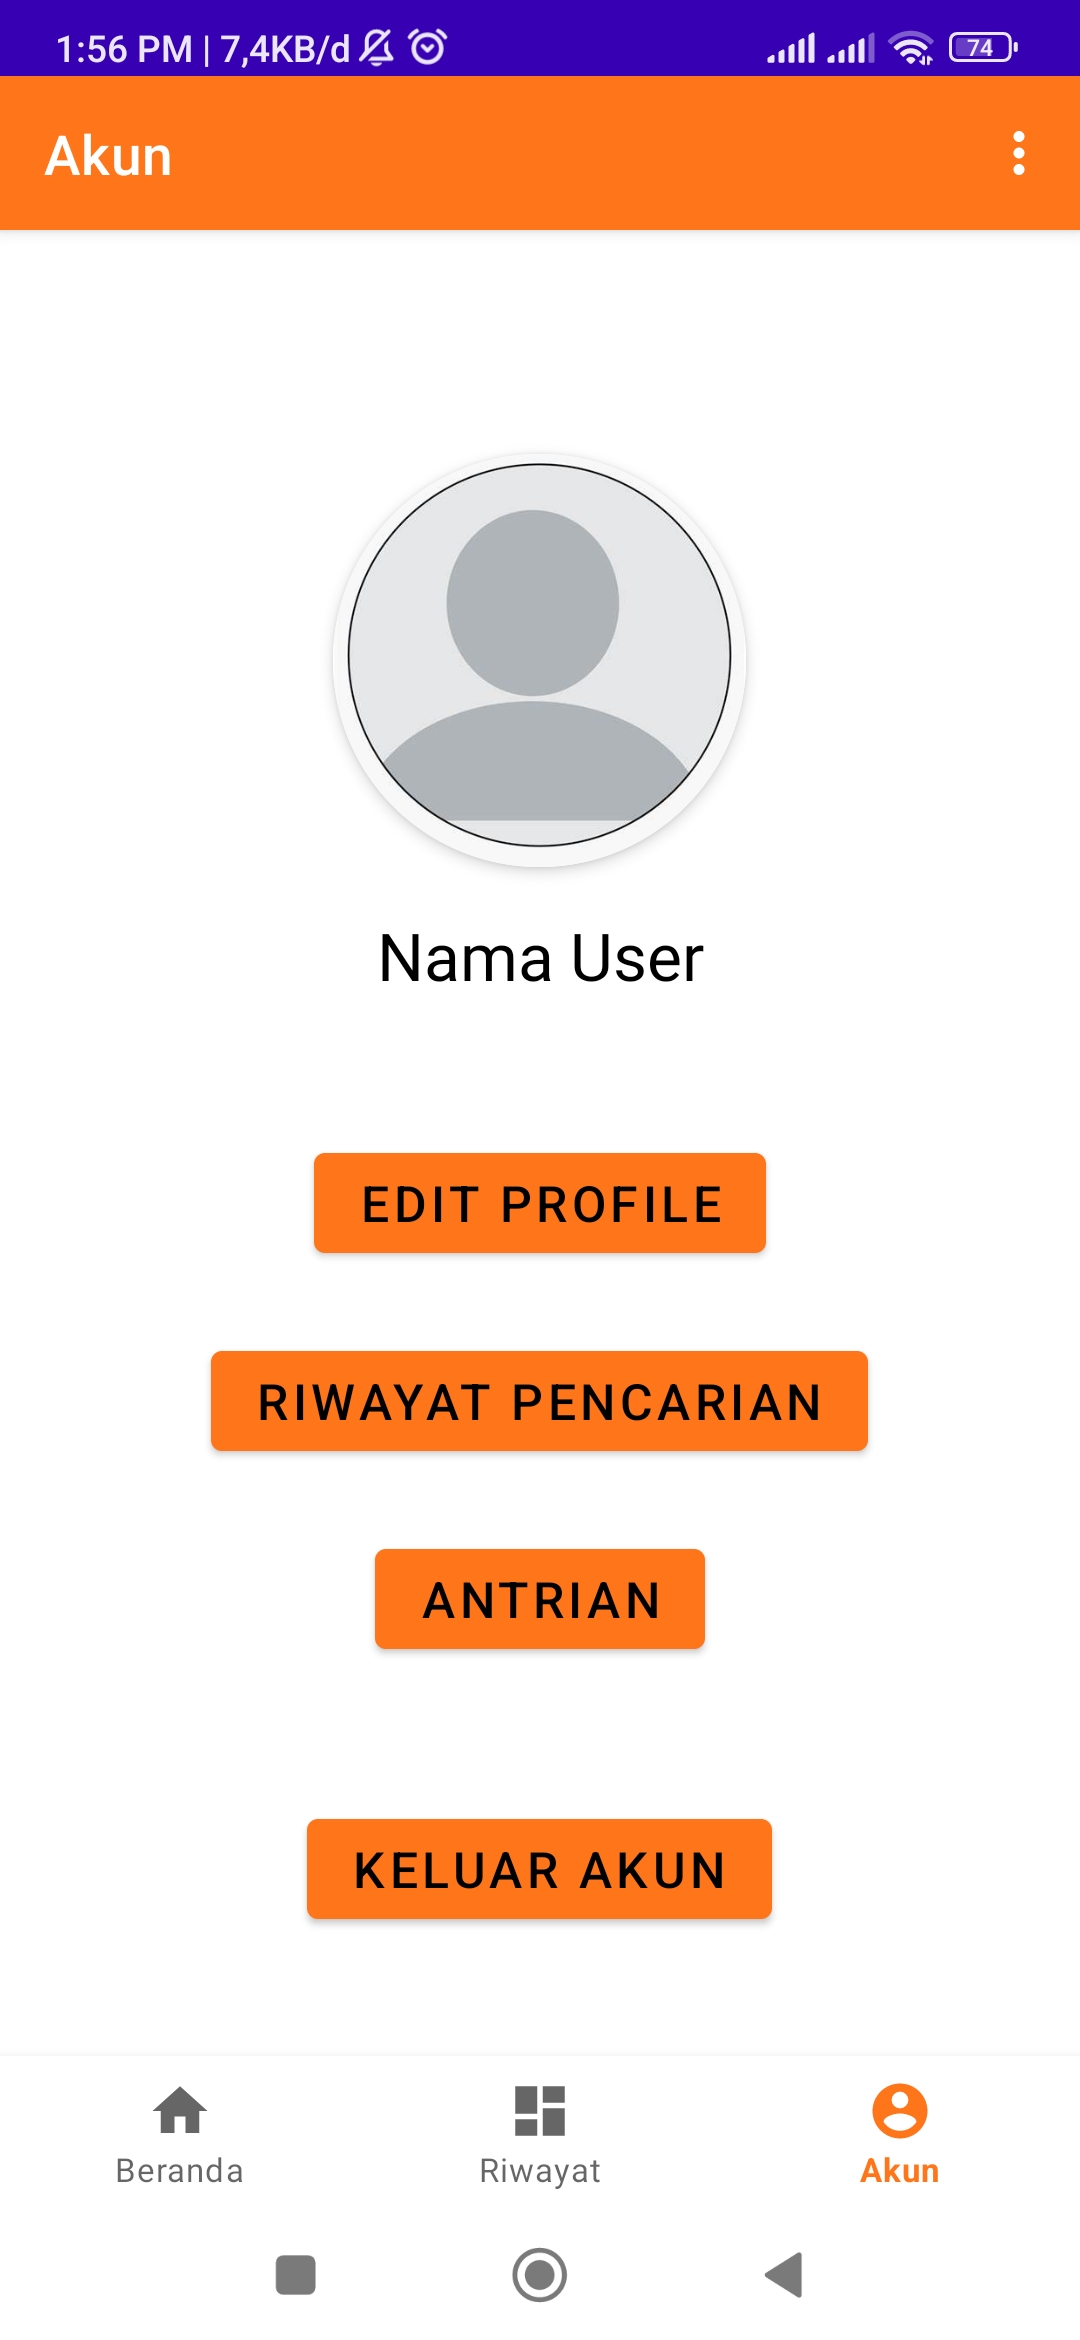 1:56 PM | 7,4KB/d
74
Akun
Nama User
EDIT PROFILE
RIWAYAT PENCARIAN
ANTRIAN
KELUAR AKUN
Beranda
Riwayat
Akun